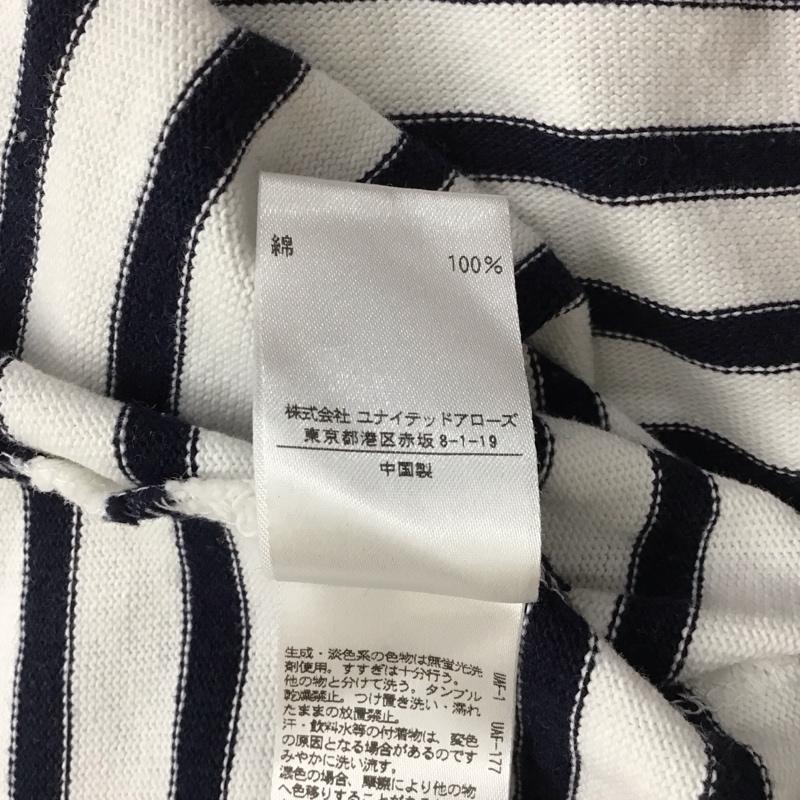 綿 100%
株式会社 ユナイテッドアローズ
東京都港区赤坂8-1-19
中国製
生成・淡色系の色物は無蛍光洗
剤使用。すすぎは十分行う。
他の物と分けて洗う。タンブル
乾燥禁止。つけ置き洗い・濡れ
たままの放置禁止。
汗・飲料水等の付着物は、変色
の原因となる場合があるのです
みやかに洗い流す。
濃色の場合、摩擦により他の物
へ色移りすることがある
UAF-1 UAF-177